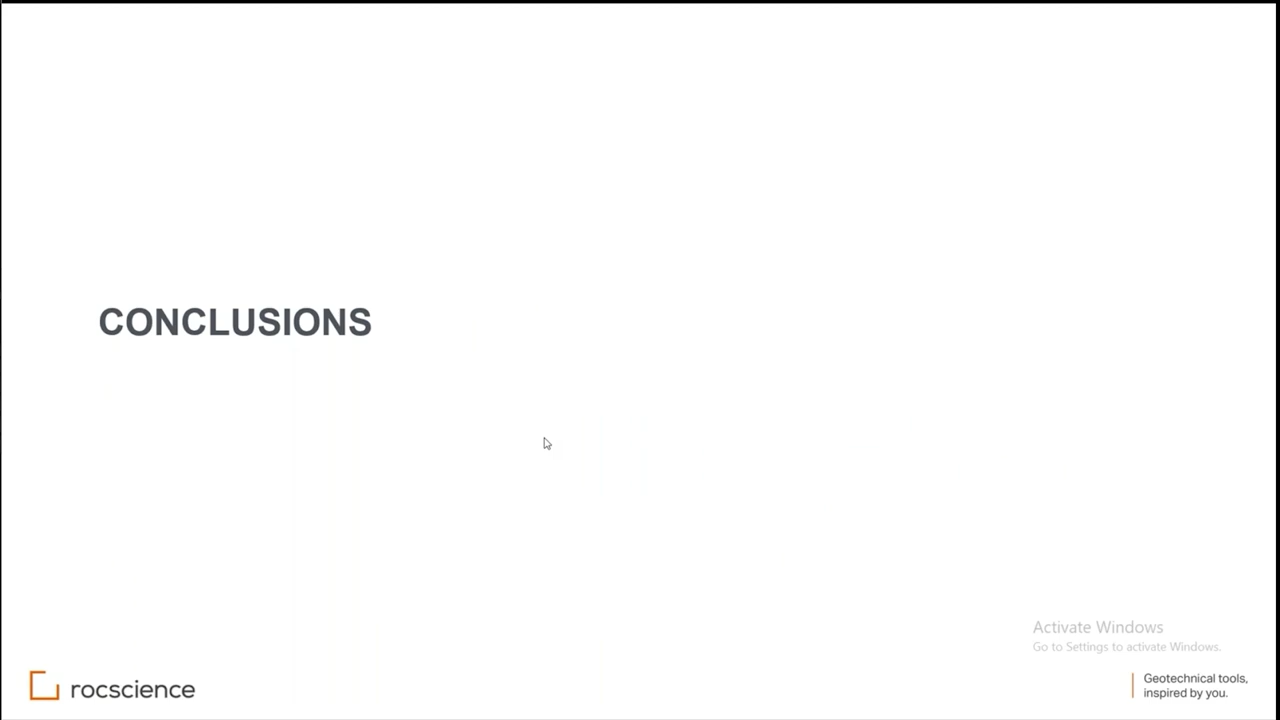 CONCLUSIONS
Activate Windows
Go to Settings to activate Windows.
rocscience
Geotechnical tools,
inspired by you.